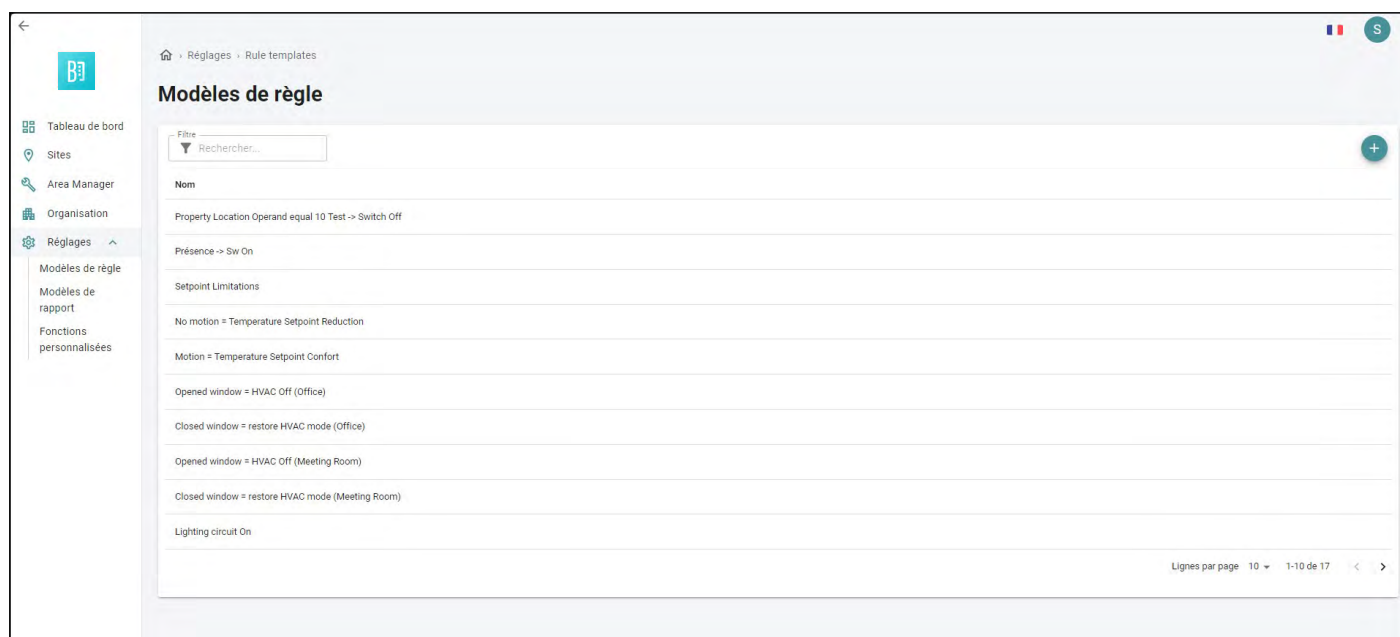 S
Réglages › Rule templates
Modèles de règle
Tableau de bord
Sites
Area Manager
Organisation
Réglages
Modèles de règle
Modèles de
rapport
Fonctions
personnalisées
Filtre
Rechercher...
Nom
Property Location Operand equal 10 Test -> Switch Off
Présence -> Sw On
Setpoint Limitations
No motion = Temperature Setpoint Reduction
Motion = Temperature Setpoint Confort
Opened window = HVAC Off (Office)
Closed window = restore HVAC mode (Office)
Opened window = HVAC Off (Meeting Room)
Closed window = restore HVAC mode (Meeting Room)
Lighting circuit On
Lignes par page 10 1-10 de 17